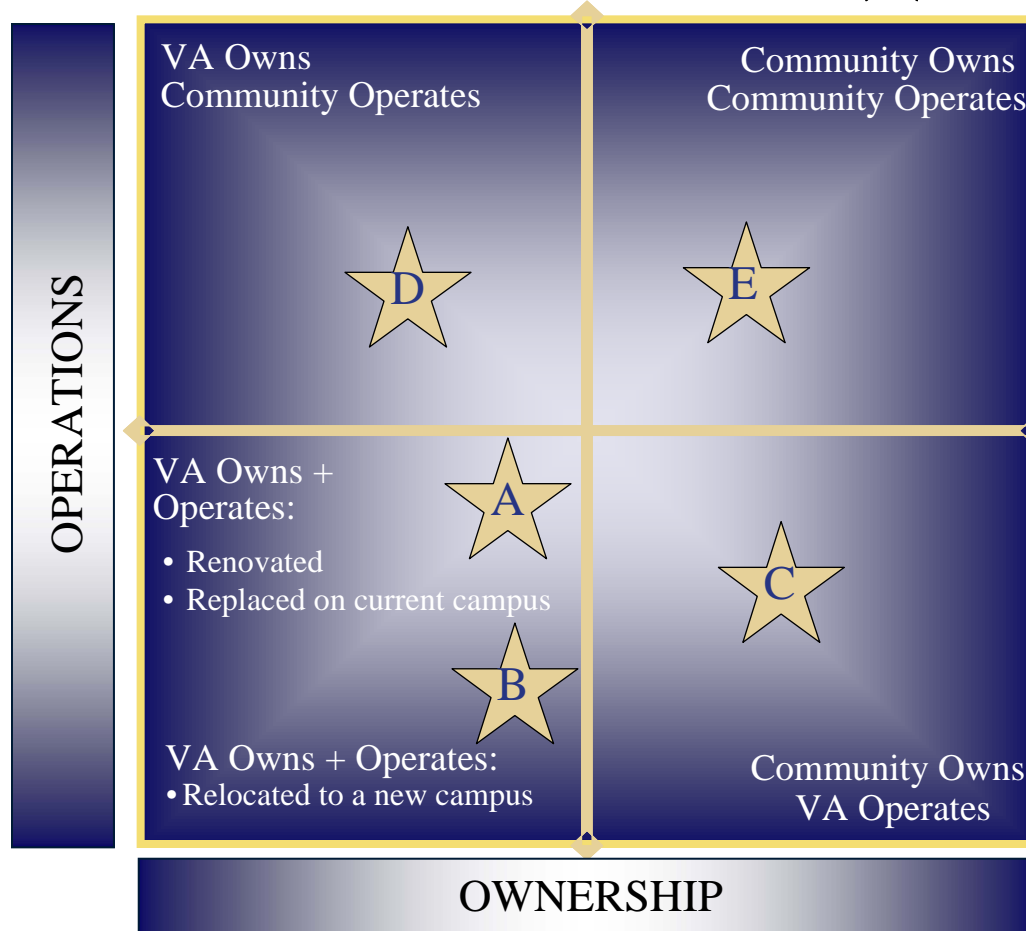 VA Owns
Community Operates
Community Owns
Community Operates
D
E
OPERATIONS
VA Owns +
Operates:
• Renovated
• Replaced on current campus
A
C
B
VA Owns + Operates:
• Relocated to a new campus
Community Owns
VA Operates
OWNERSHIP